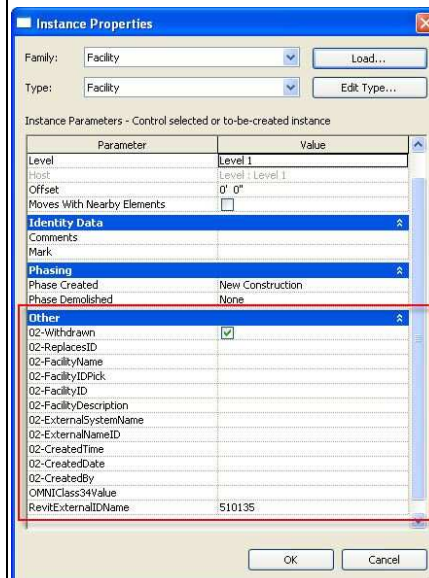 Instance Properties
Family: Facility Load...
Type: Facility Edit Type...
Instance Parameters - Control selected or to-be-created instance
Parameter Value
Level Level 1
Host Level : Level 1
Offset 0' 0"
Moves With Nearby Elements
Identity Data
Comments
Mark
Phasing
Phase Created New Construction
Phase Demolished None
Other
02-Withdrawn
02-ReplacesID
02-FacilityName
02-FacilityIDPick
02-FacilityID
02-FacilityDescription
02-ExternalSystemName
02-ExternalNameID
02-CreatedTime
02-CreatedDate
02-CreatedBy
OMNIClass34Value
RevitExternalIDName 510135
OK Cancel